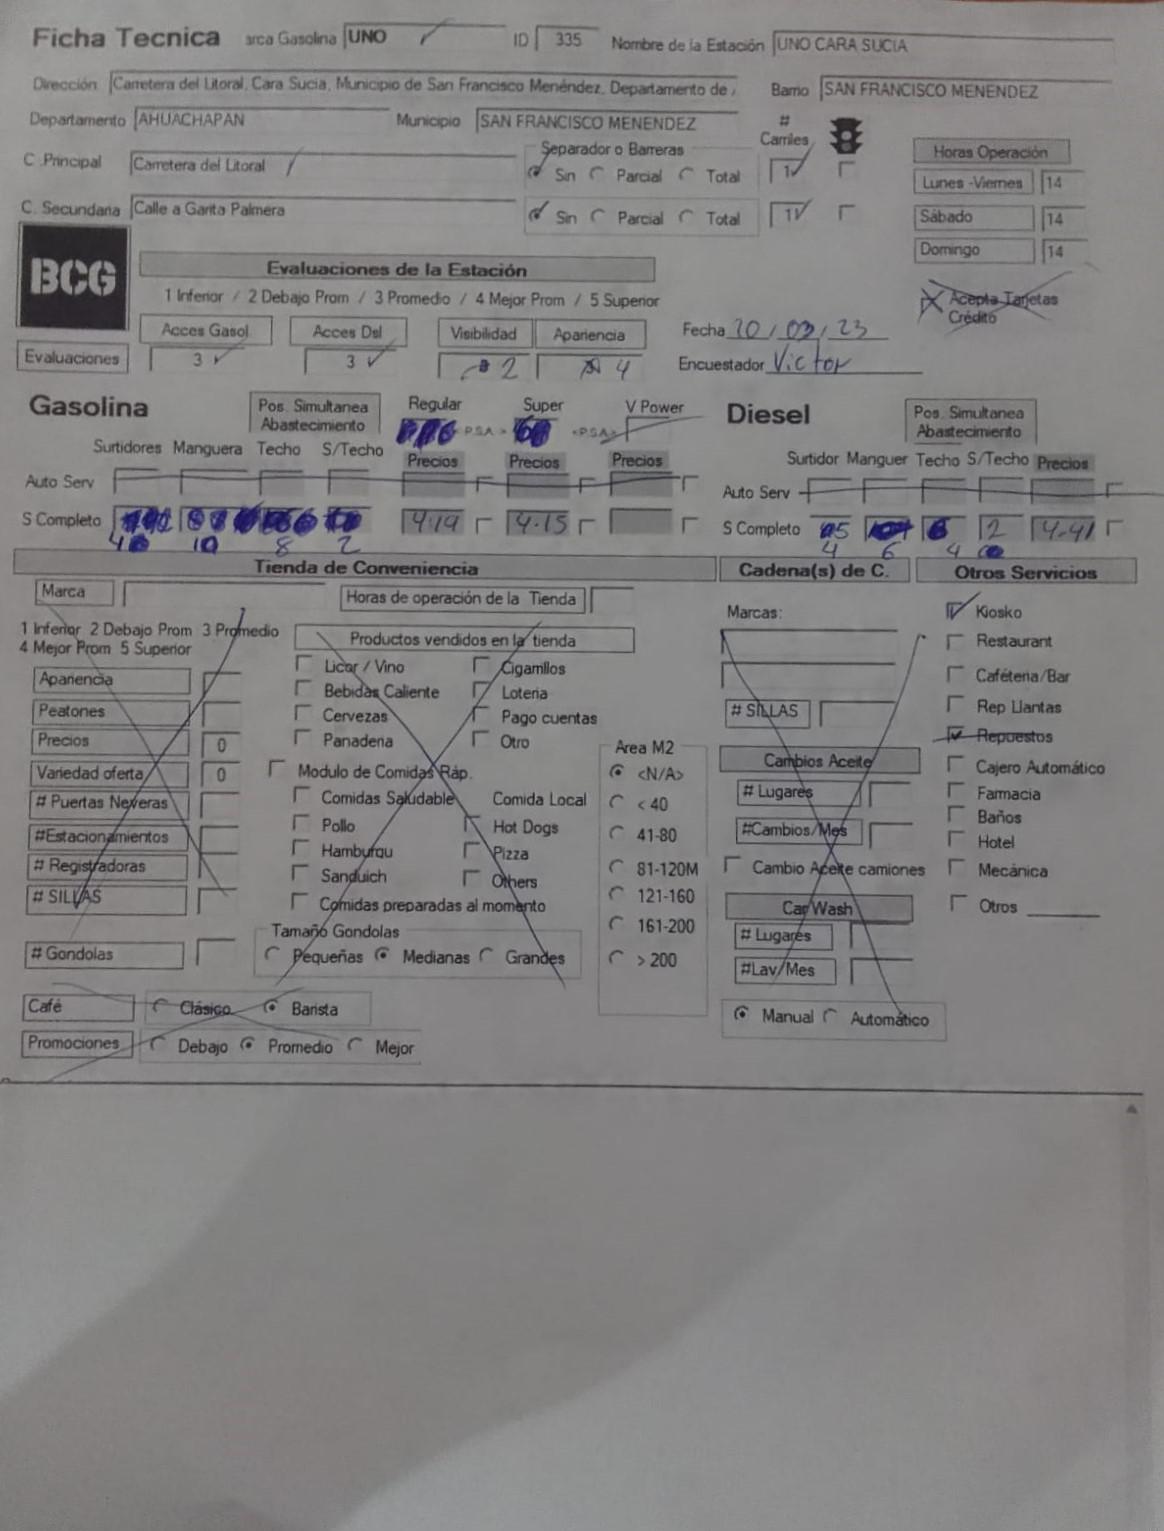 Ficha Tecnica arca Gasolina UNO ID 335 Nombre de la Estación UNO CARA SUCIA
Dirección Carretera del Litoral, Cara Sucia, Municipio de San Francisco Menéndez, Departamento de Barrio SAN FRANCISCO MENENDEZ
Departamento AHUACHAPAN Municipio SAN FRANCISCO MENENDEZ # Carriles
C .Principal Carretera del Litoral Separador o Barreras Sin Parcial Total 1 Horas Operación
Lunes -Viernes 14
C. Secundaria Calle a Garita Palmera Sin Parcial Total 1 Sábado 14
Domingo 14
BCG
Evaluaciones de la Estación
1 Inferior / 2 Debajo Prom / 3 Promedio / 4 Mejor Prom / 5 Superior
Acepta Tarjetas Crédito
Acces Gasol Acces Dsl Visibilidad Apariencia Fecha 20/03/23
Evaluaciones 3 3 2 4 Encuestador Victor
Gasolina Pos. Simultanea Abastecimiento Regular Super V Power Diesel Pos. Simultanea Abastecimiento
P.S.A > <P.S.A>
Surtidores Manguera Techo S/Techo Precios Precios Precios Surtidor Manguer Techo S/Techo Precios
Auto Serv Auto Serv
S Completo 4.19 4.15 S Completo 2 4.41
10 8 2 4 6 4
Tienda de Conveniencia Cadena(s) de C. Otros Servicios
Marca Horas de operación de la Tienda Marcas: Kiosko
1 Inferior 2 Debajo Prom 3 Promedio
4 Mejor Prom 5 Superior
Productos vendidos en la tienda Restaurant
Apariencia Licor / Vino Cigarrillos Caféteria/Bar
Peatones Bebidas Caliente Loteria # SILLAS Rep Llantas
Precios 0 Cervezas Pago cuentas Repuestos
Panaderia Otro Area M2 Cambios Aceite
Variedad oferta 0 Modulo de Comidas Ráp. <N/A> Cajero Automático
# Puertas Neveras Comidas Saludable Comida Local < 40 # Lugares Farmacia
#Estacionamientos Pollo Hot Dogs 41-80 #Cambios/Mes Baños
# Registradoras Hamburqu Pizza Hotel
Sanduich Others 81-120M Cambio Aceite camiones Mecánica
# SILLAS Comidas preparadas al momento 121-160 Car Wash Otros
Tamaño Gondolas 161-200 # Lugares
# Gondolas Pequeñas Medianas Grandes > 200 #Lav/Mes
Café Clásico Barista Manual Automático
Promociones Debajo Promedio Mejor